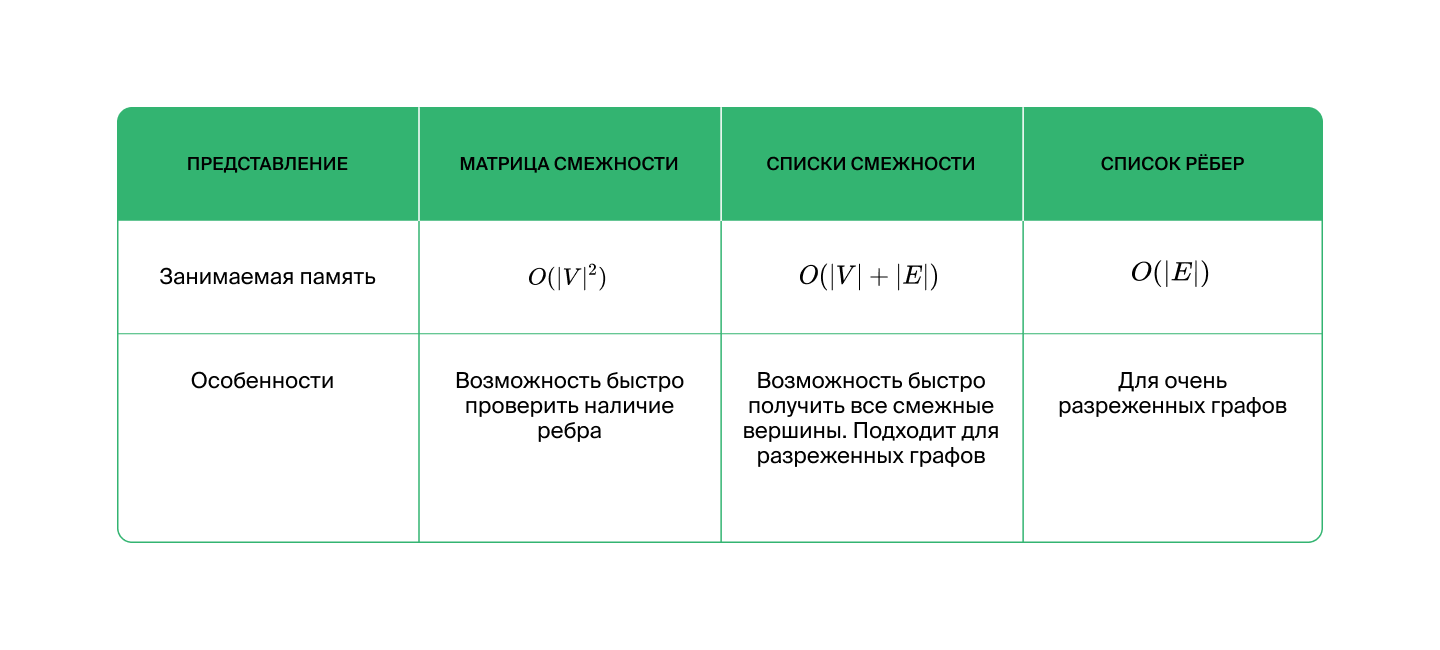 ПРЕДСТАВЛЕНИЕ
МАТРИЦА СМЕЖНОСТИ
СПИСКИ СМЕЖНОСТИ
СПИСОК РЁБЕР
Занимаемая память
O(|V|²)
O(|V| + |E|)
O(|E|)
Особенности
Возможность быстро
проверить наличие
ребра
Возможность быстро
получить все смежные
вершины. Подходит для
разреженных графов
Для очень
разреженных графов